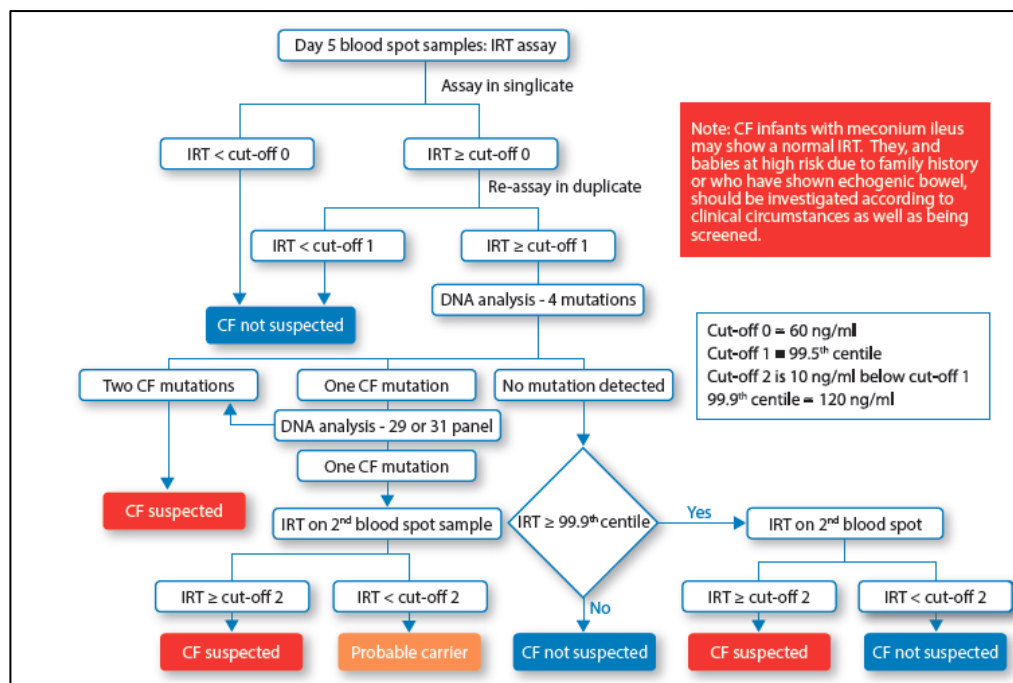 Day 5 blood spot samples: IRT assay
Assay in singlicate
IRT < cut-off 0
IRT ≥ cut-off 0
Re-assay in duplicate
IRT < cut-off 1
IRT ≥ cut-off 1
DNA analysis - 4 mutations
CF not suspected
Note: CF infants with meconium ileus
may show a normal IRT. They, and
babies at high risk due to family history
or who have shown echogenic bowel,
should be investigated according to
clinical circumstances as well as being
screened.
Cut-off 0 = 60 ng/ml
Cut-off 1 = 99.5th centile
Cut-off 2 is 10 ng/ml below cut-off 1
99.9th centile = 120 ng/ml
Two CF mutations
One CF mutation
No mutation detected
DNA analysis - 29 or 31 panel
One CF mutation
CF suspected
IRT on 2nd blood spot sample
IRT ≥ 99.9th centile
Yes
IRT on 2nd blood spot
IRT ≥ cut-off 2
IRT < cut-off 2
No
IRT ≥ cut-off 2
IRT < cut-off 2
CF suspected
Probable carrier
CF not suspected
CF suspected
CF not suspected